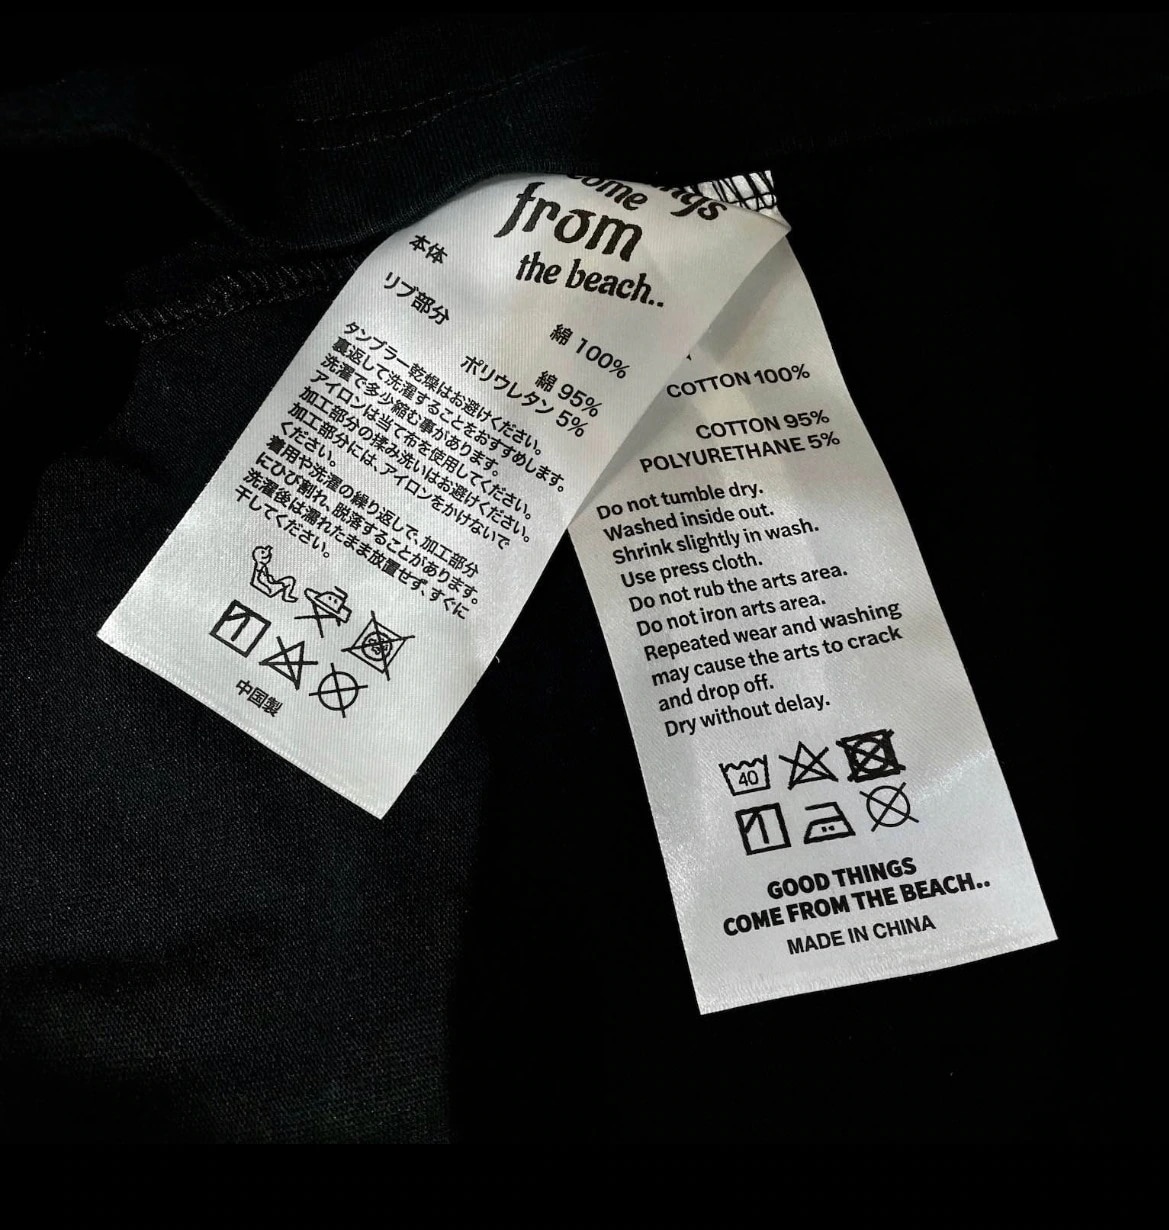 come
from
the beach..
本体
綿 100%
リブ部分
綿 95%
ポリウレタン 5%
タンブラー乾燥はお避けください。
裏返して洗濯することをおすすめします。
洗濯で多少縮む事があります。
アイロンは当て布を使用してください。
加工部分の揉み洗いはお避けください。
加工部分には、アイロンをかけないで
ください。
着用や洗濯の繰り返しで、加工部分
にひび割れ、脱落することがあります。
洗濯後は濡れたまま放置せず、すぐに
干してください。
中国製
COTTON 100%
COTTON 95%
POLYURETHANE 5%
Do not tumble dry.
Washed inside out.
Shrink slightly in wash.
Use press cloth.
Do not rub the arts area.
Do not iron arts area.
Repeated wear and washing
may cause the arts to crack
and drop off.
Dry without delay.
40
GOOD THINGS
COME FROM THE BEACH..
MADE IN CHINA